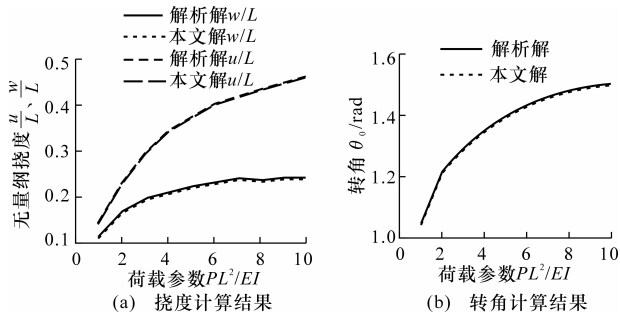 解析解w/L
本文解w/L
解析解u/L
本文解u/L
无量纲挠度 u/L、w/L
0.5
0.4
0.3
0.2
0.1
0 2 4 6 8 10
荷载参数PL²/EI
(a) 挠度计算结果
解析解
本文解
转角θ₀/rad
1.6
1.4
1.2
1.0
0 2 4 6 8 10
荷载参数PL²/EI
(b) 转角计算结果